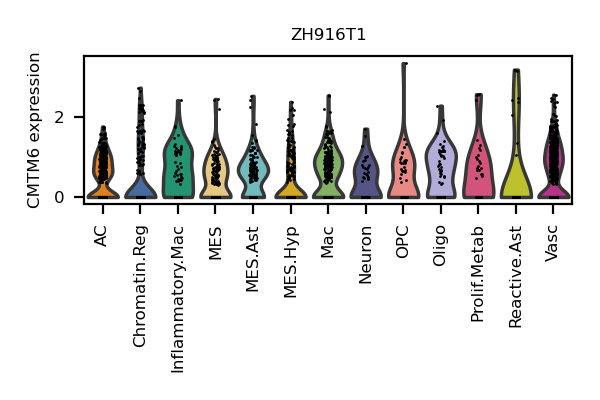 ZH916T1
CMTM6 expression
2
0
AC
Chromatin.Reg
Inflammatory.Mac
MES
MES.Ast
MES.Hyp
Mac
Neuron
OPC
Oligo
Prolif.Metab
Reactive.Ast
Vasc